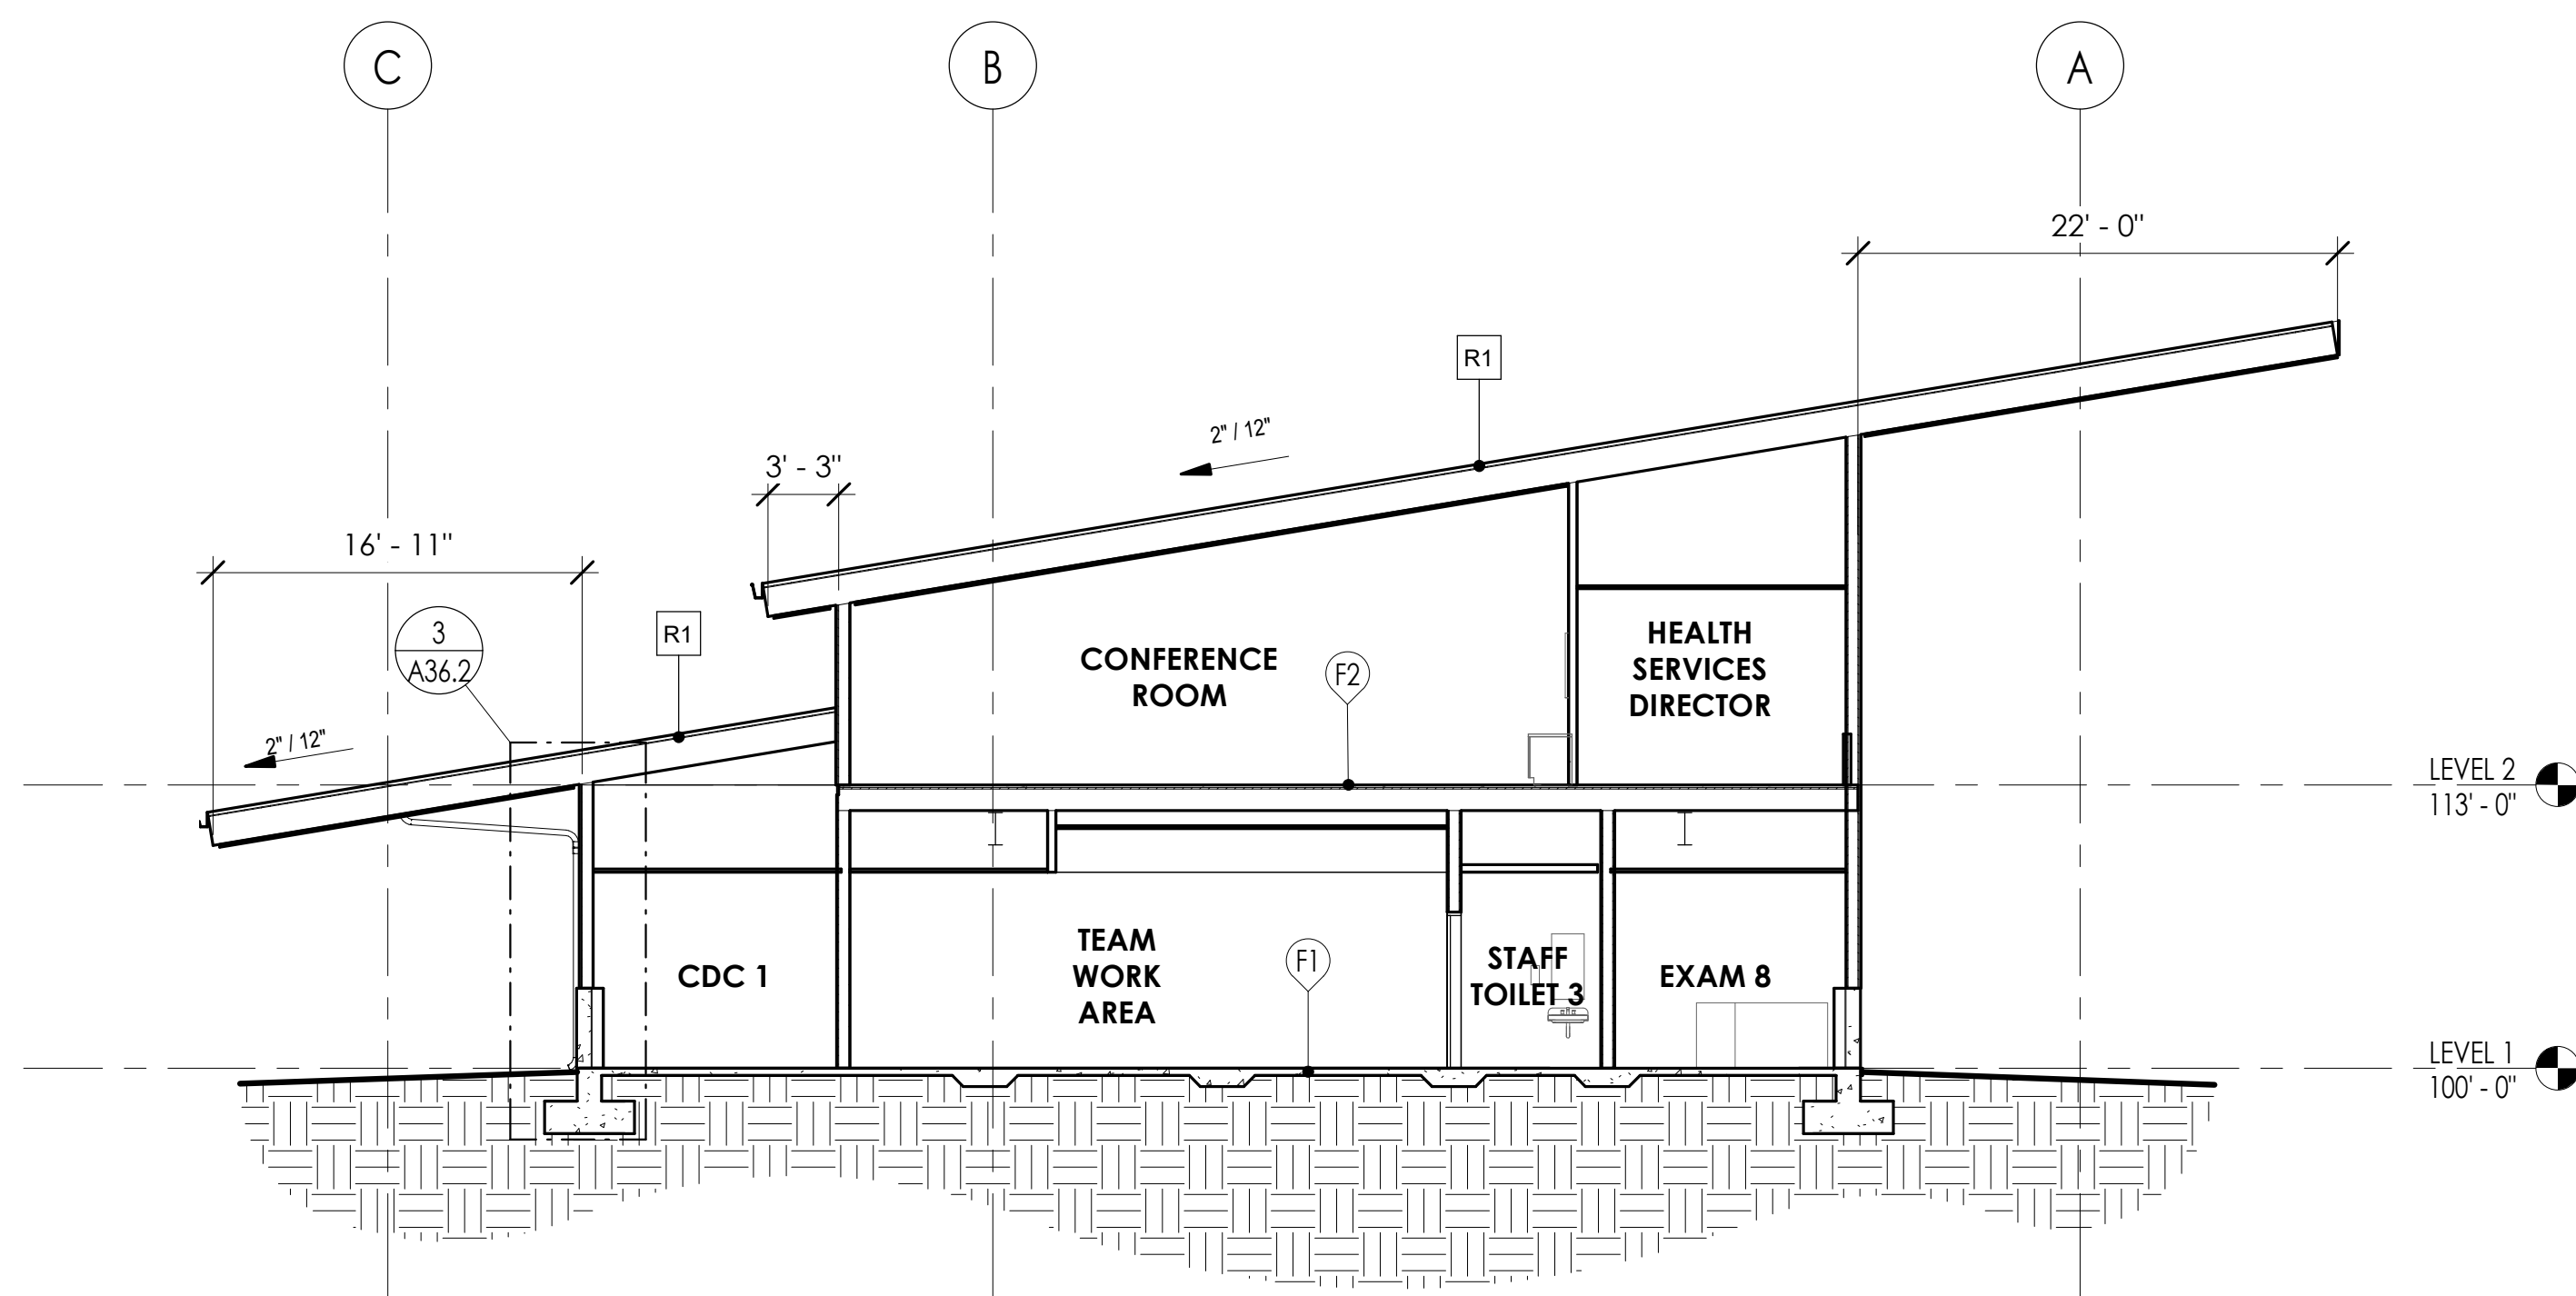 C
B
A
22' - 0"
R1
2" / 12"
3' - 3"
16' - 11"
3
A36.2
R1
2" / 12"
CONFERENCE
ROOM
F2
HEALTH
SERVICES
DIRECTOR
LEVEL 2
113' - 0"
CDC 1
TEAM
WORK
AREA
F1
STAFF
TOILET 3
EXAM 8
LEVEL 1
100' - 0"